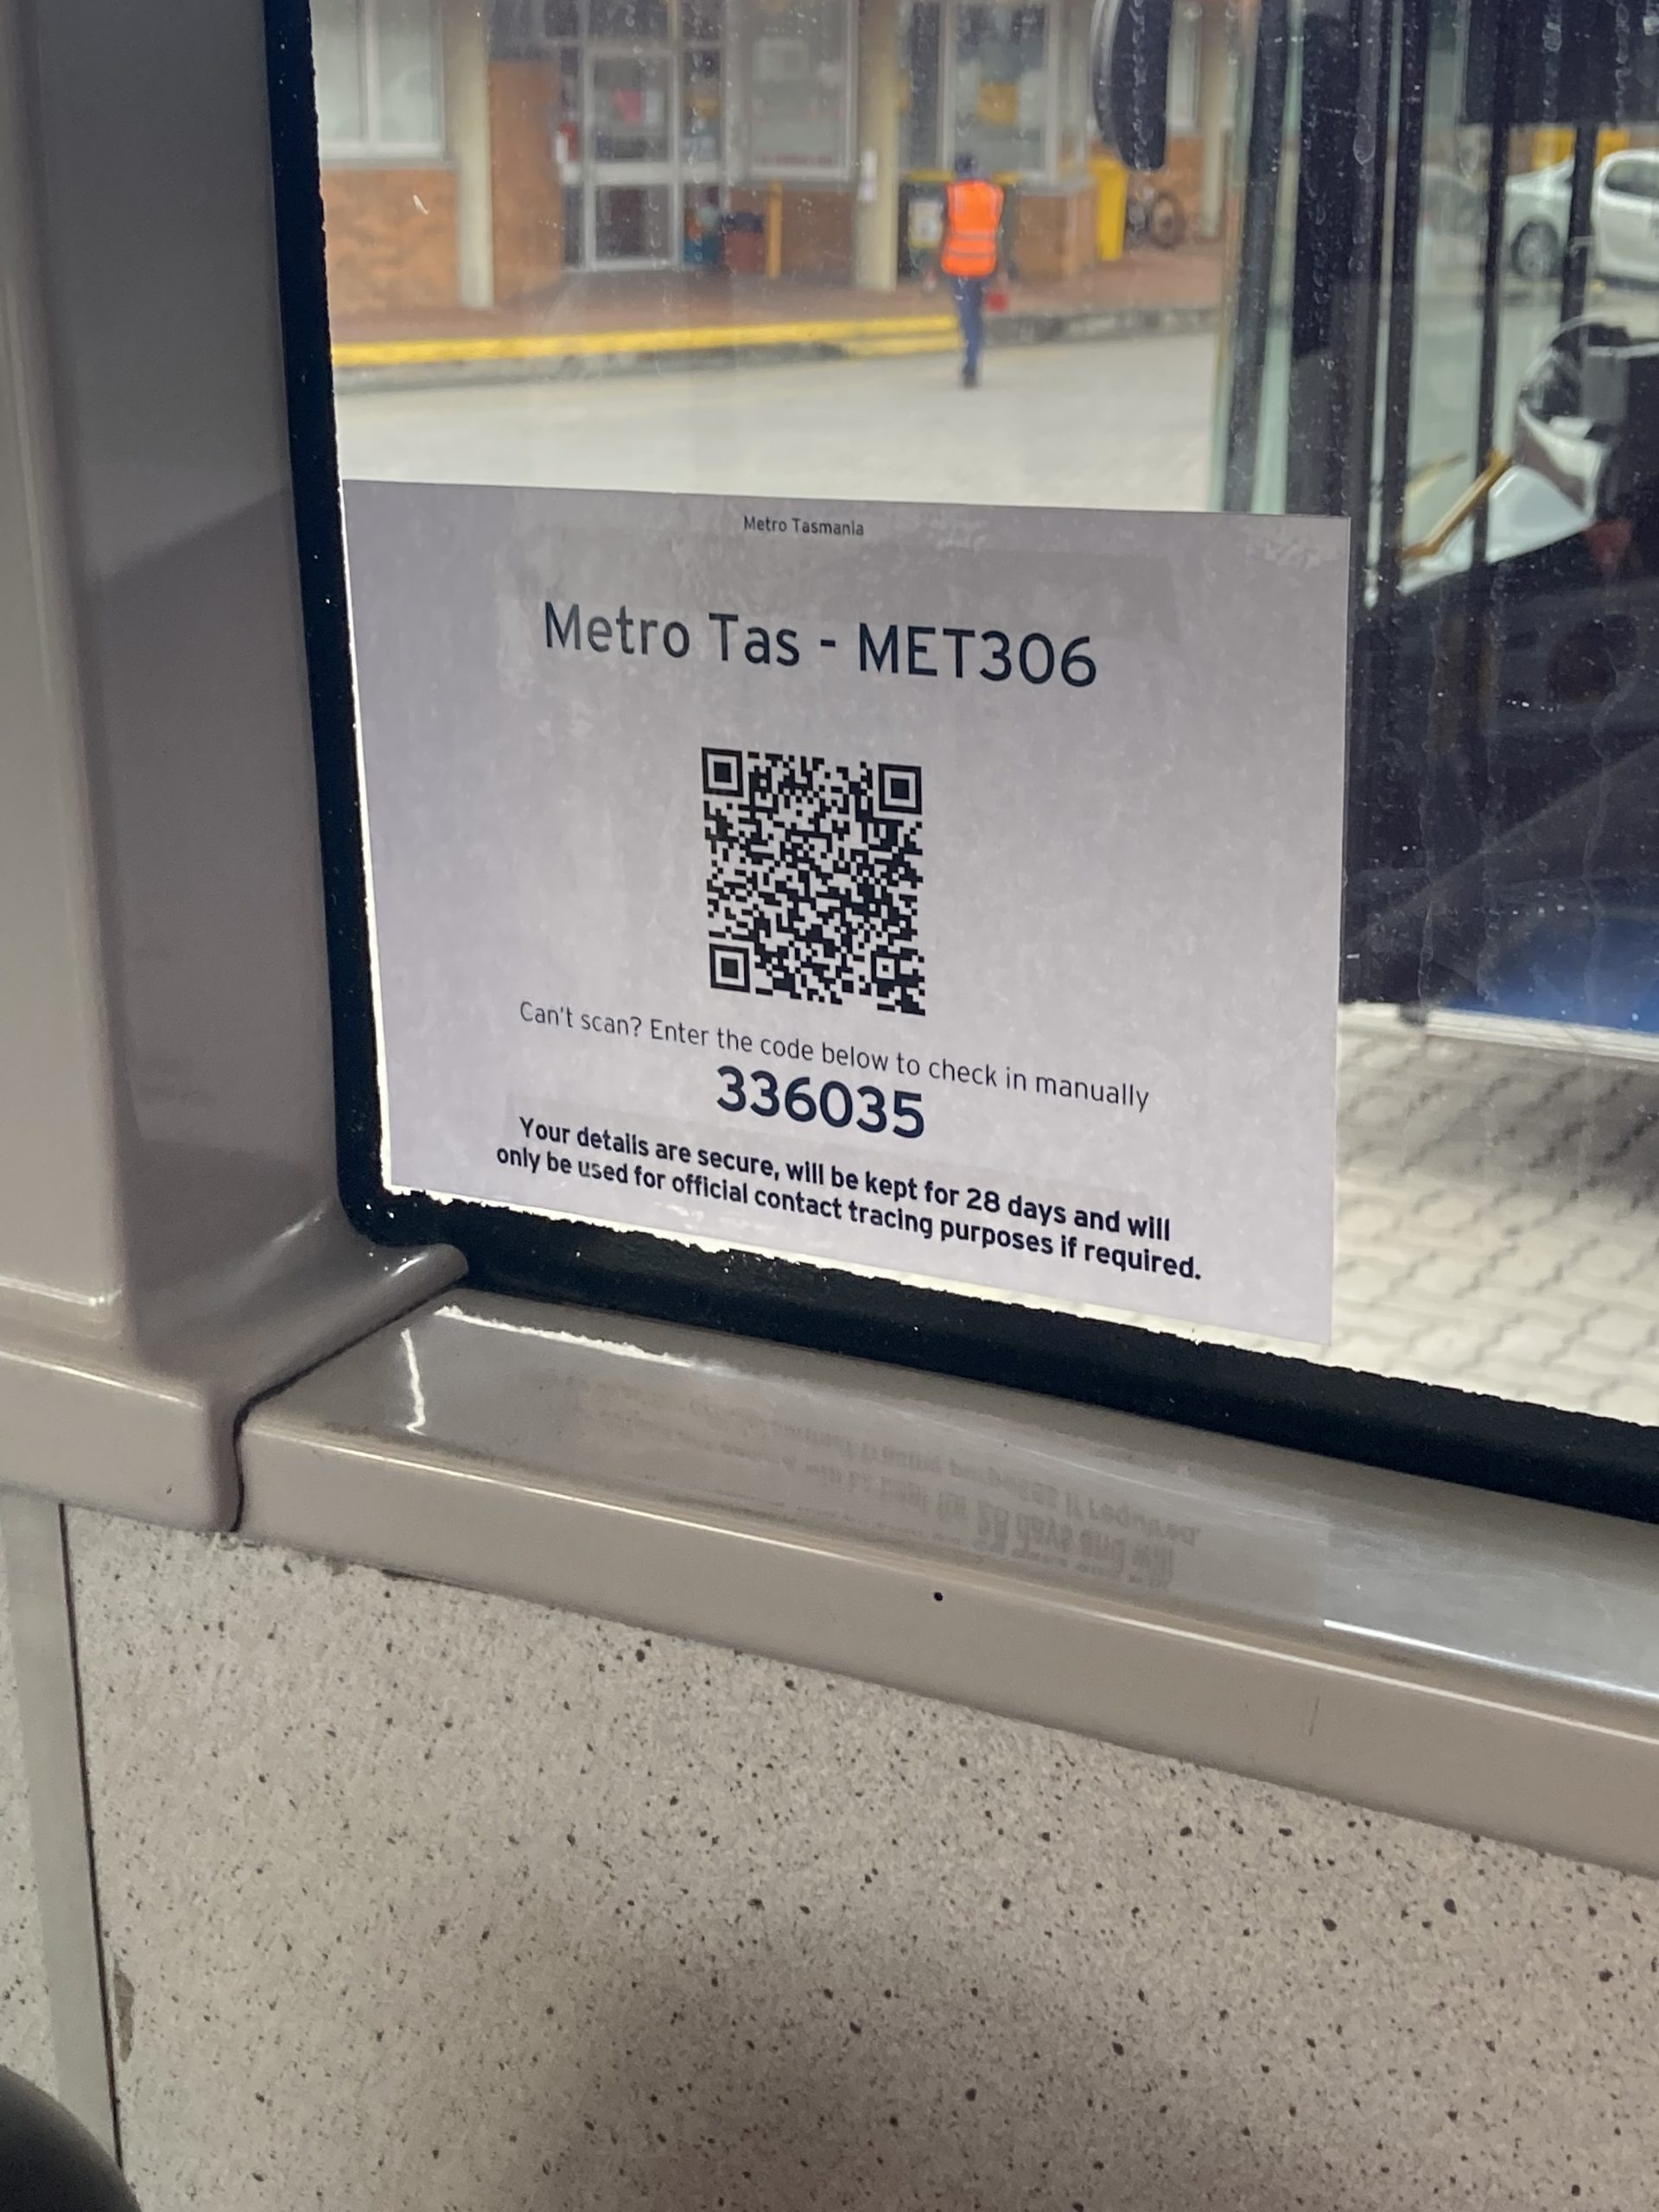 Metro Tasmania
Metro Tas - MET306
Can't scan? Enter the code below to check in manually
336035
Your details are secure, will be kept for 28 days and will
only be used for official contact tracing purposes if required.